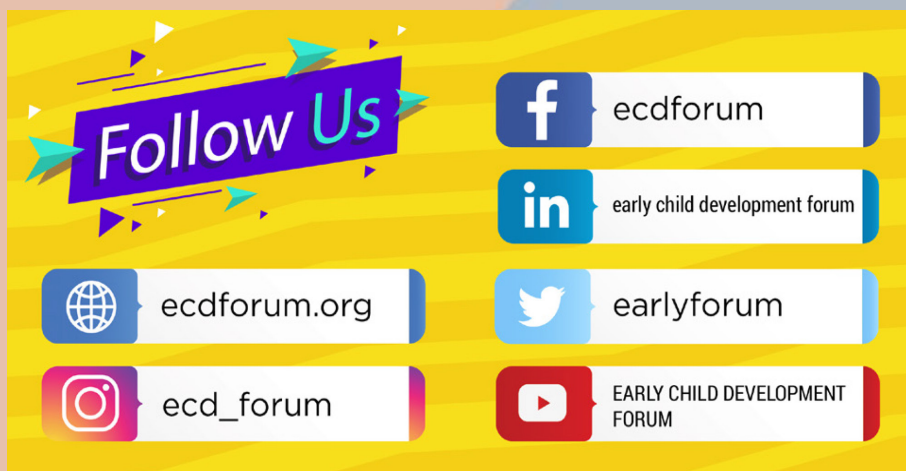 Follow Us
ecdforum.org
ecd_forum
ecdforum
early child development forum
earlyforum
EARLY CHILD DEVELOPMENT
FORUM